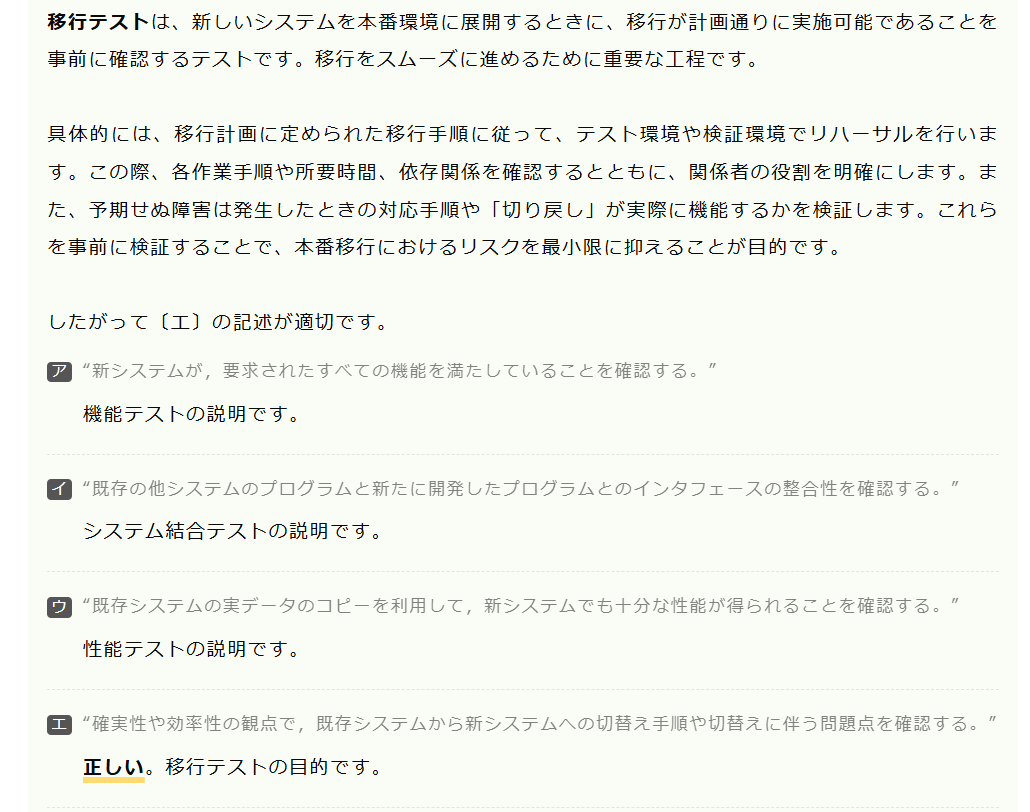 移行テストは、新しいシステムを本番環境に展開するときに、移行が計画通りに実施可能であることを
事前に確認するテストです。移行をスムーズに進めるために重要な工程です。
具体的には、移行計画に定められた移行手順に従って、テスト環境や検証環境でリハーサルを行いま
す。この際、各作業手順や所要時間、依存関係を確認するとともに、関係者の役割を明確にします。ま
た、予期せぬ障害は発生したときの対応手順や「切り戻し」が実際に機能するかを検証します。これら
を事前に検証することで、本番移行におけるリスクを最小限に抑えることが目的です。
したがって〔エ〕の記述が適切です。
ア “新システムが，要求されたすべての機能を満たしていることを確認する。”
機能テストの説明です。
イ “既存の他システムのプログラムと新たに開発したプログラムとのインタフェースの整合性を確認する。”
システム結合テストの説明です。
ウ “既存システムの実データのコピーを利用して，新システムでも十分な性能が得られることを確認する。”
性能テストの説明です。
エ “確実性や効率性の観点で，既存システムから新システムへの切替え手順や切替えに伴う問題点を確認する。”
正しい。移行テストの目的です。